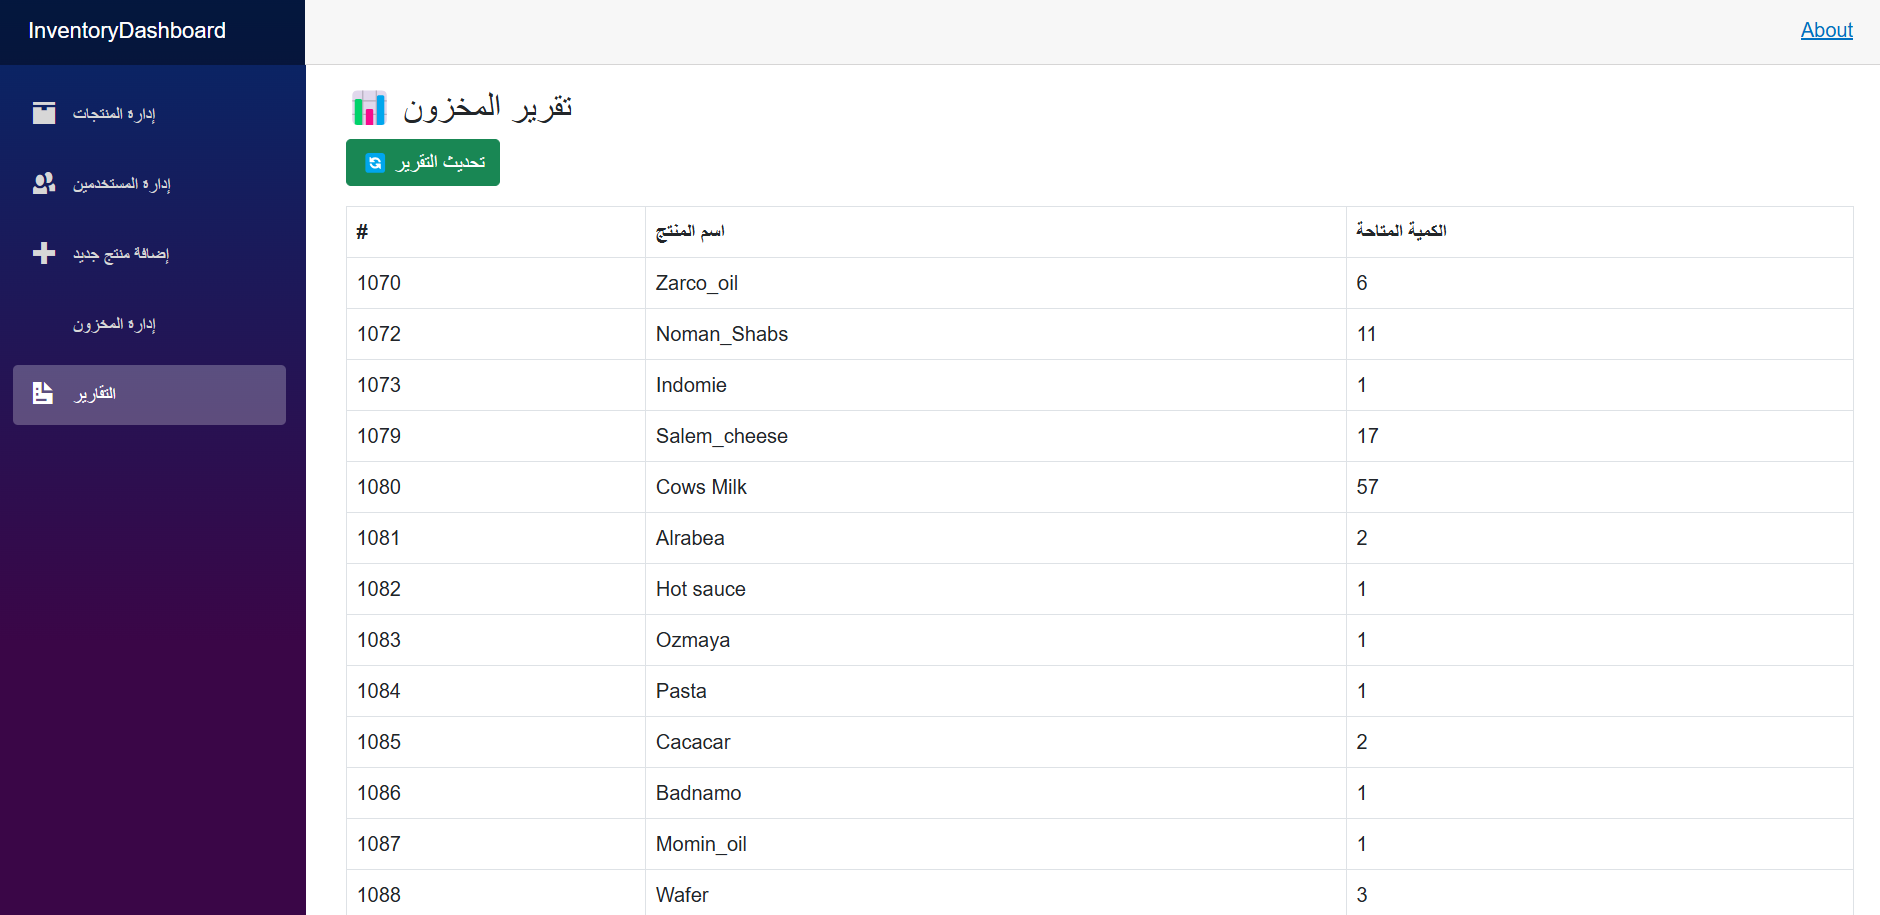 InventoryDashboard
About
إدارة المنتجات
إدارة المستخدمين
إضافة منتج جديد
إدارة المخزون
التقارير
تقرير المخزون
تحديث التقرير
# اسم المنتج الكمية المتاحة
1070 Zarco_oil 6
1072 Noman_Shabs 11
1073 Indomie 1
1079 Salem_cheese 17
1080 Cows Milk 57
1081 Alrabea 2
1082 Hot sauce 1
1083 Ozmaya 1
1084 Pasta 1
1085 Cacacar 2
1086 Badnamo 1
1087 Momin_oil 1
1088 Wafer 3